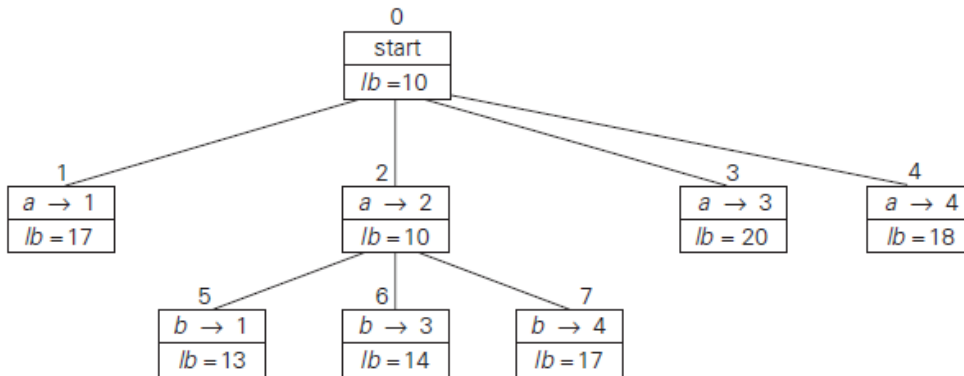 0
start
lb =10
1 2 3 4
a → 1 a → 2 a → 3 a → 4
lb =17 lb =10 lb = 20 lb =18
5 6 7
b → 1 b → 3 b → 4
lb =13 lb =14 lb =17